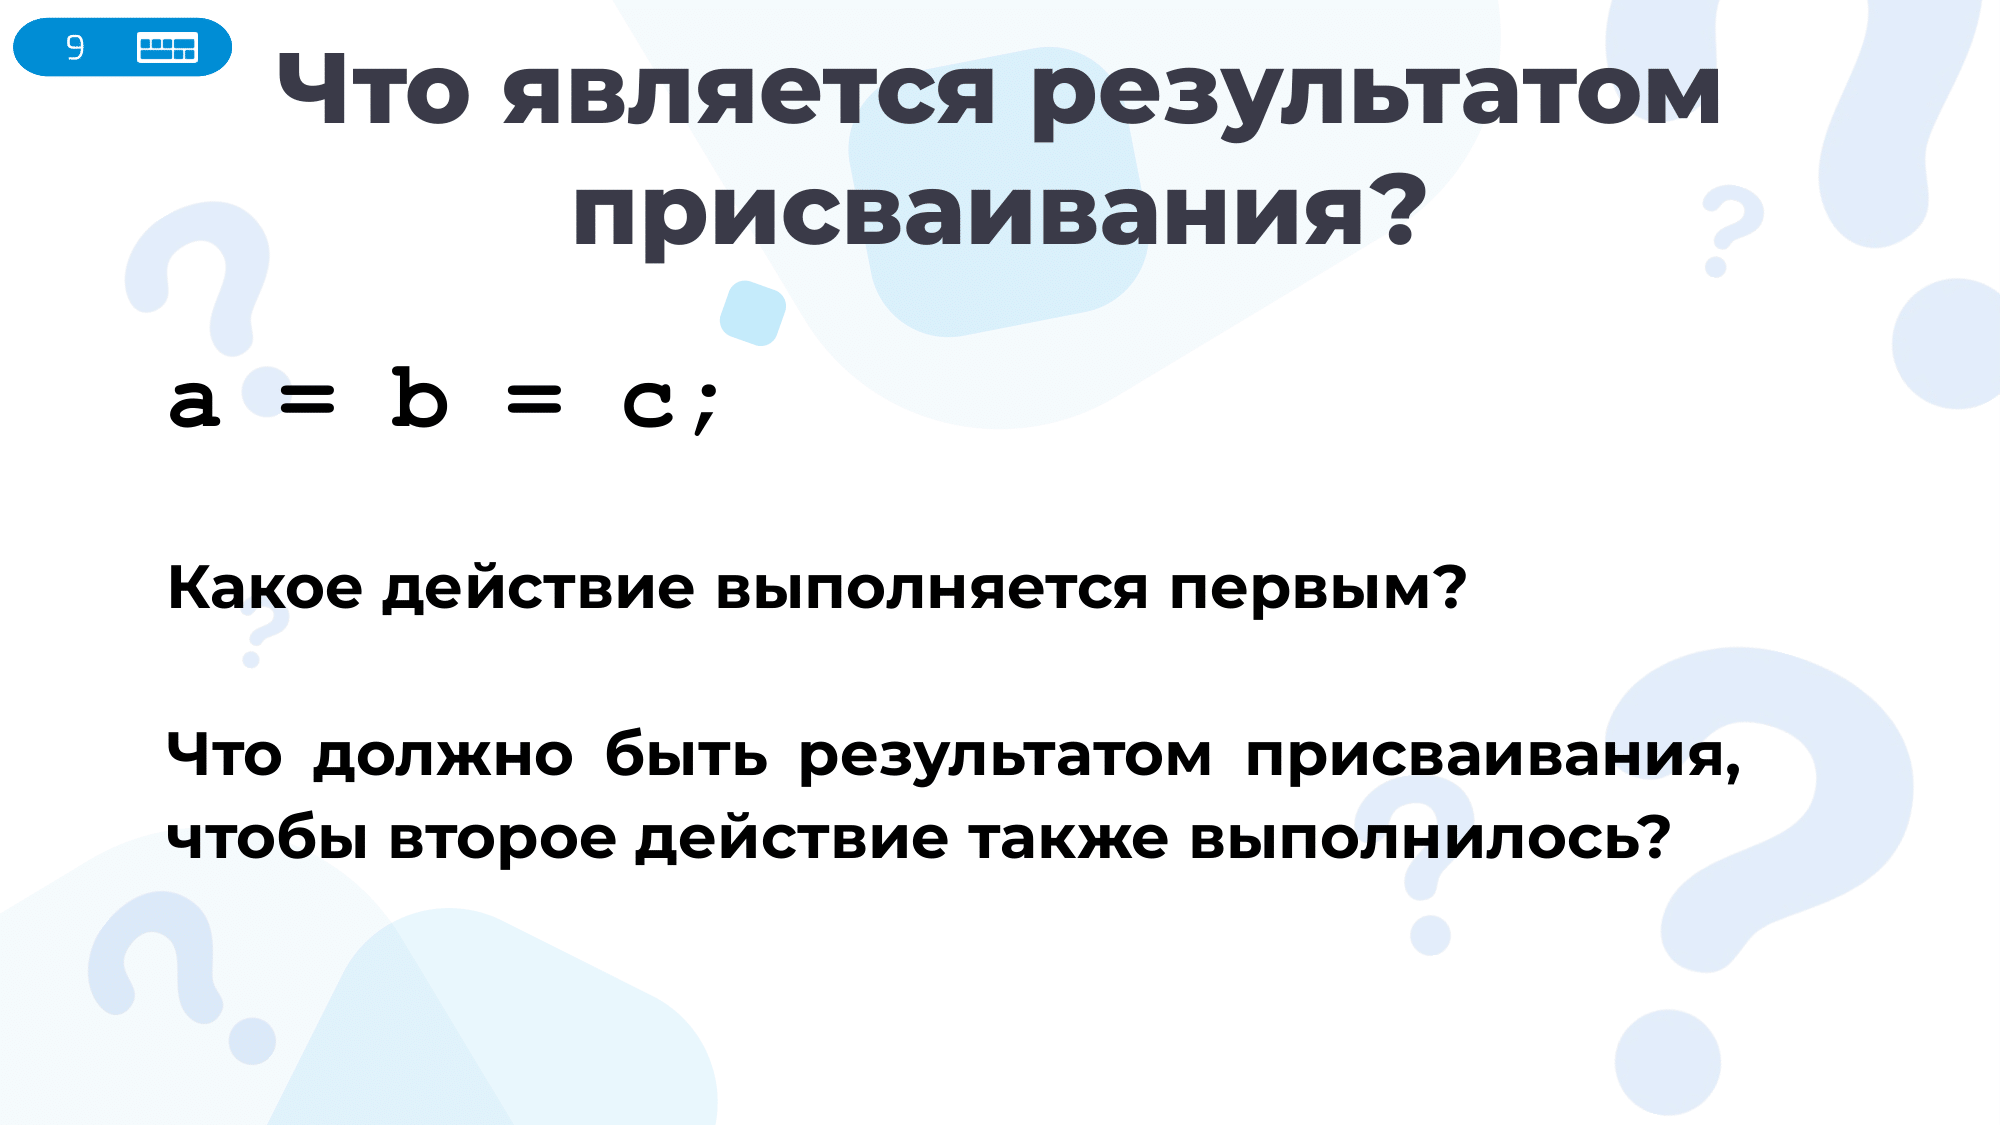 9
Что является результатом
присваивания?
a = b = c;
Какое действие выполняется первым?
Что должно быть результатом присваивания,
чтобы второе действие также выполнилось?